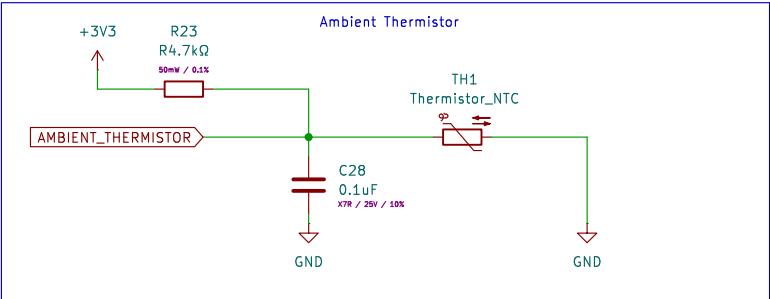 Ambient Thermistor
+3V3
R23
R4.7kΩ
50mW / 0.1%
TH1
Thermistor_NTC
AMBIENT_THERMISTOR
C28
0.1uF
X7R / 25V / 10%
GND
GND